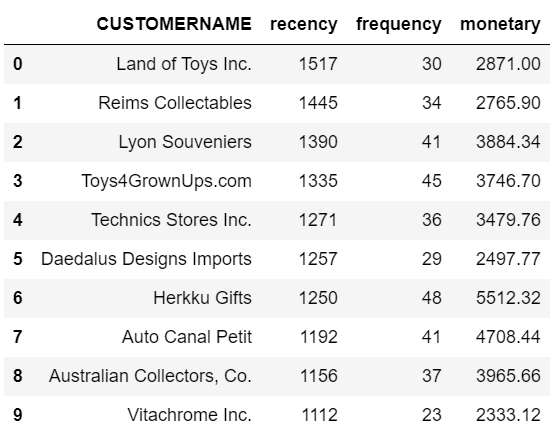 CUSTOMERNAME recency frequency monetary
0 Land of Toys Inc. 1517 30 2871.00
1 Reims Collectables 1445 34 2765.90
2 Lyon Souveniers 1390 41 3884.34
3 Toys4GrownUps.com 1335 45 3746.70
4 Technics Stores Inc. 1271 36 3479.76
5 Daedalus Designs Imports 1257 29 2497.77
6 Herkku Gifts 1250 48 5512.32
7 Auto Canal Petit 1192 41 4708.44
8 Australian Collectors, Co. 1156 37 3965.66
9 Vitachrome Inc. 1112 23 2333.12